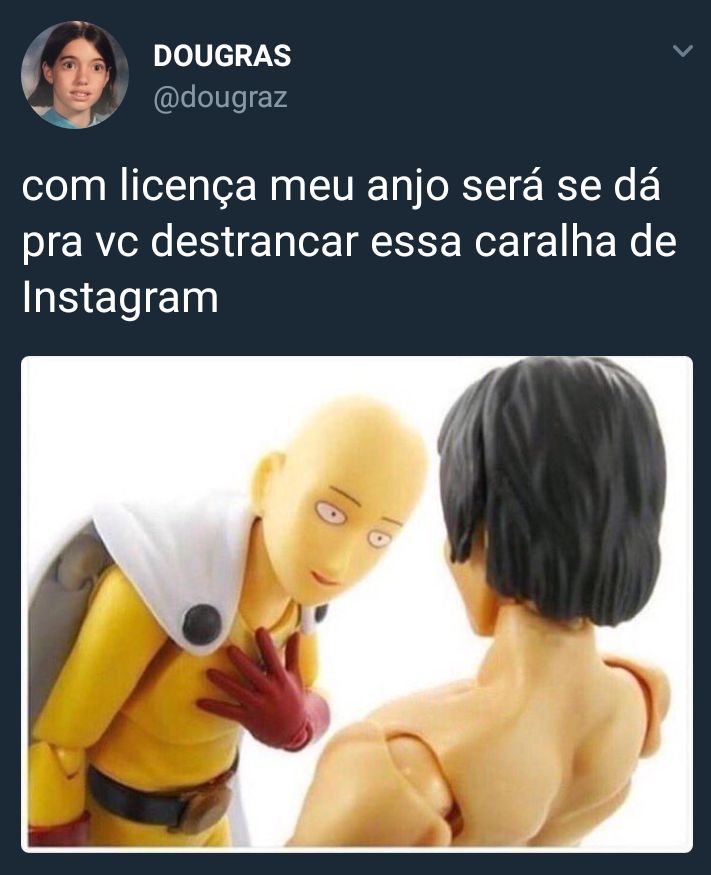 DOUGRAS
@dougraz
com licença meu anjo será se dá
pra vc destrancar essa caralha de
Instagram